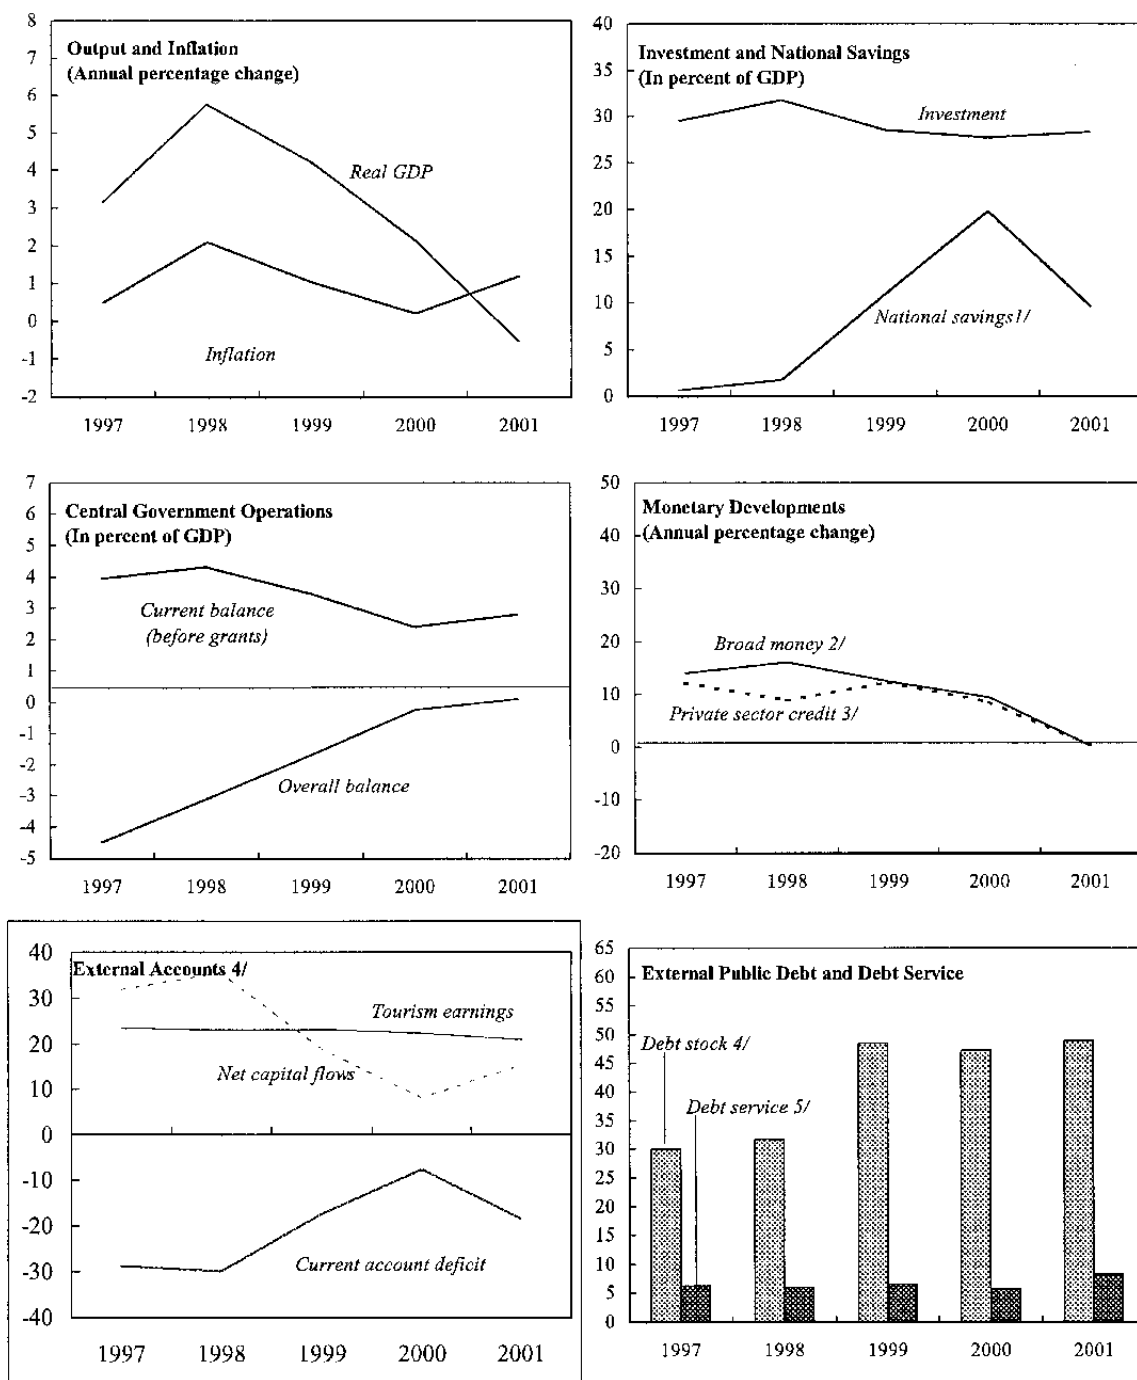 8
7
6
5
4
3
2
1
0
-1
-2
Output and Inflation
(Annual percentage change)
Real GDP
Inflation
1997 1998 1999 2000 2001
40
35
30
25
20
15
10
5
0
Investment and National Savings
(In percent of GDP)
Investment
National savings1/
1997 1998 1999 2000 2001
7
6
5
4
3
2
1
0
-1
-2
-3
-4
-5
Central Government Operations
(In percent of GDP)
Current balance
(before grants)
Overall balance
1997 1998 1999 2000 2001
50
40
30
20
10
0
-10
-20
Monetary Developments
(Annual percentage change)
Broad money 2/
Private sector credit 3/
1997 1998 1999 2000 2001
40
30
20
10
0
-10
-20
-30
-40
External Accounts 4/
Tourism earnings
Net capital flows
Current account deficit
1997 1998 1999 2000 2001
65
60
55
50
45
40
35
30
25
20
15
10
5
0
External Public Debt and Debt Service
Debt stock 4/
Debt service 5/
1997 1998 1999 2000 2001